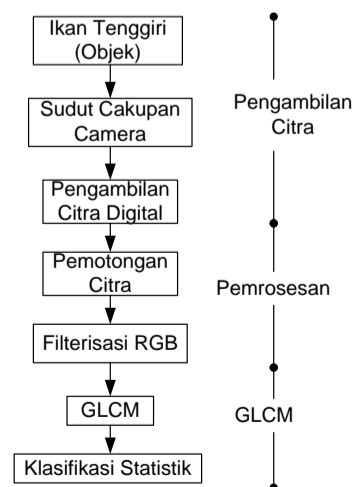 Ikan Tenggiri
(Objek)
Sudut Cakupan
Camera
Pengambilan
Citra Digital
Pemotongan
Citra
Filterisasi RGB
GLCM
Klasifikasi Statistik
Pengambilan
Citra
Pemrosesan
GLCM